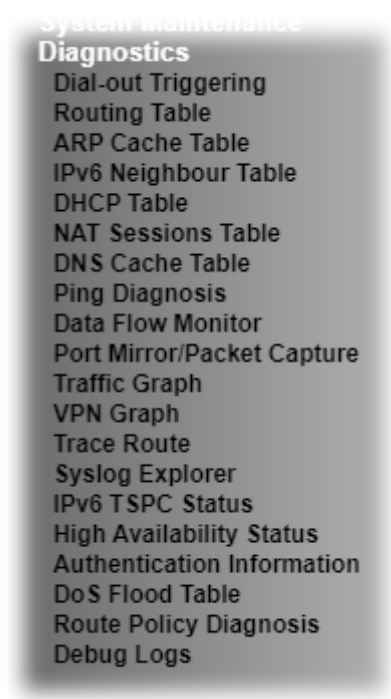 System Maintenance
Diagnostics
Dial-out Triggering
Routing Table
ARP Cache Table
IPv6 Neighbour Table
DHCP Table
NAT Sessions Table
DNS Cache Table
Ping Diagnosis
Data Flow Monitor
Port Mirror/Packet Capture
Traffic Graph
VPN Graph
Trace Route
Syslog Explorer
IPv6 TSPC Status
High Availability Status
Authentication Information
DoS Flood Table
Route Policy Diagnosis
Debug Logs